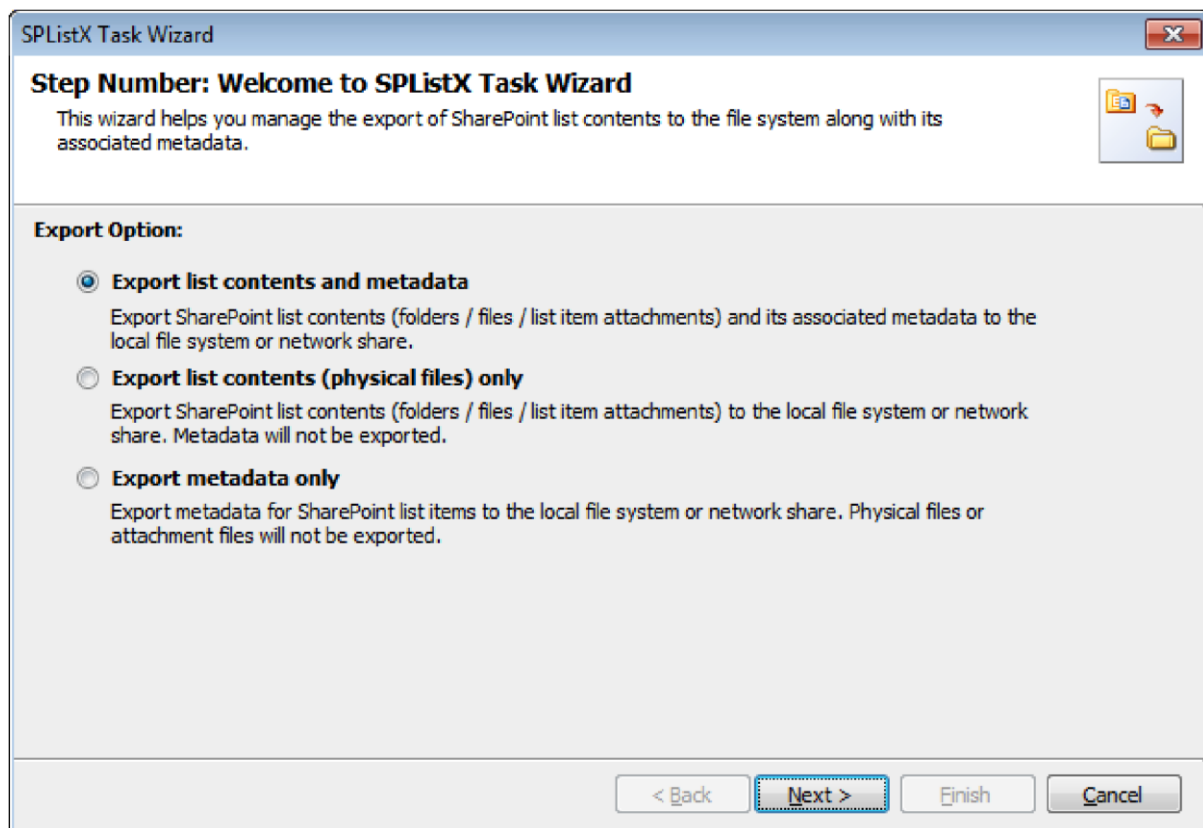 SPListX Task Wizard
Step Number: Welcome to SPListX Task Wizard
This wizard helps you manage the export of SharePoint list contents to the file system along with its
associated metadata.
Export Option:
Export list contents and metadata
Export SharePoint list contents (folders / files / list item attachments) and its associated metadata to the
local file system or network share.
Export list contents (physical files) only
Export SharePoint list contents (folders / files / list item attachments) to the local file system or network
share. Metadata will not be exported.
Export metadata only
Export metadata for SharePoint list items to the local file system or network share. Physical files or
attachment files will not be exported.
< Back Next > Finish Cancel